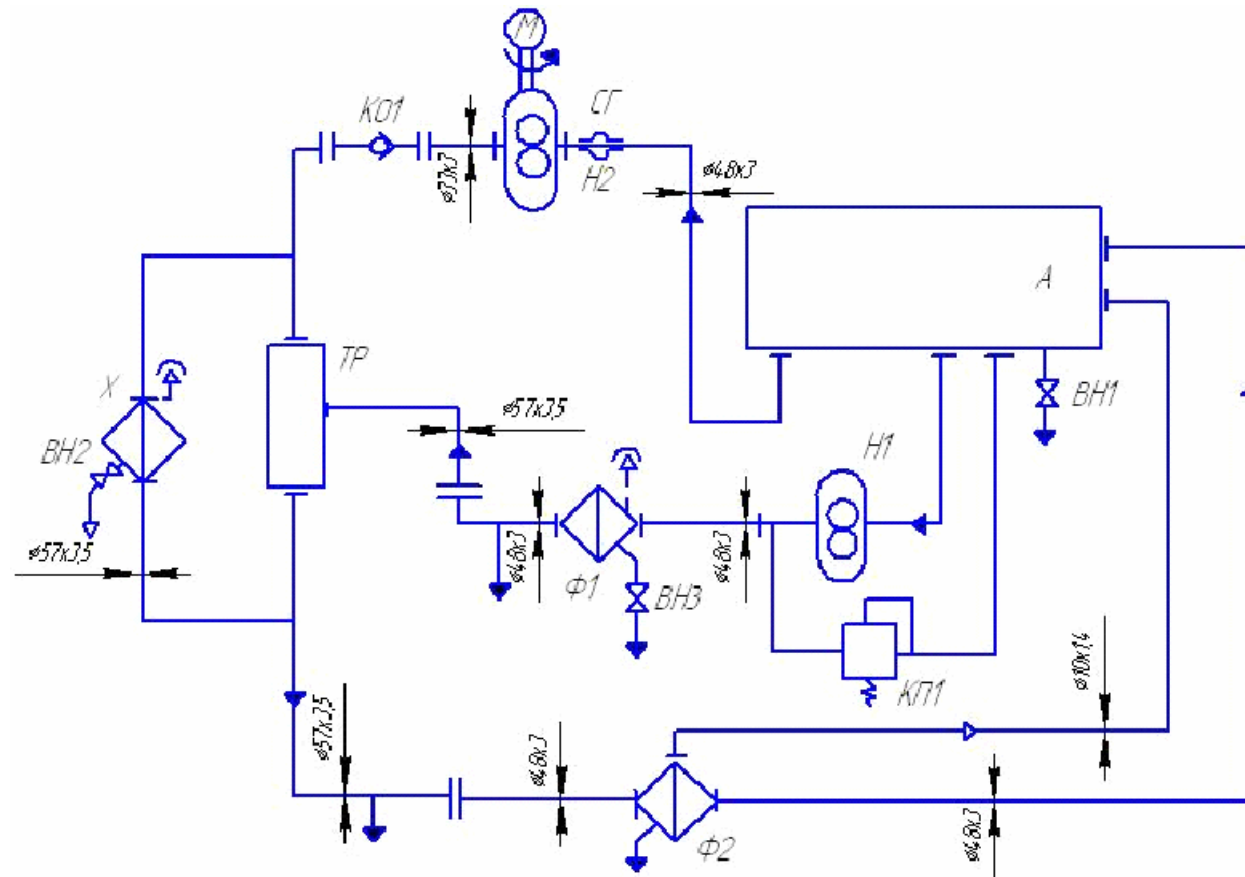 М
КО1
СГ
Н2
⌀33х3
⌀48х3
А
Х
ТР
ВН1
⌀57х3,5
Н1
ВН2
⌀57х3,5
⌀48х3
⌀48х3
Ф1
ВН3
КП1
⌀10х1,4
⌀57х3,5
⌀48х3
Ф2
⌀48х3